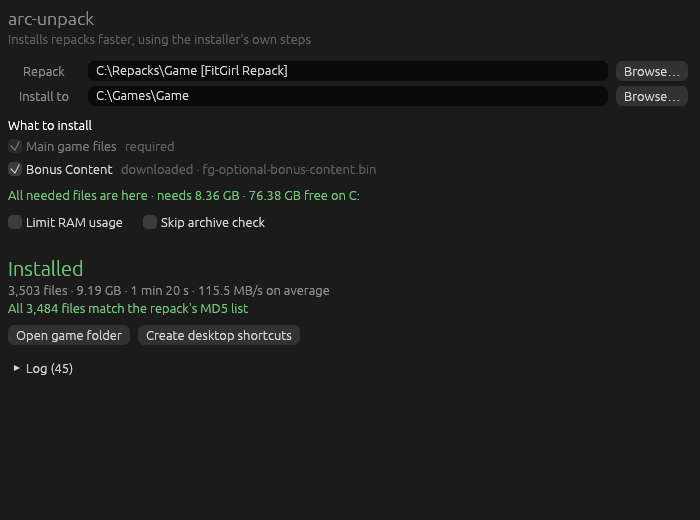 arc-unpack
Installs repacks faster, using the installer's own steps
Repack C:\Repacks\Game [FitGirl Repack] Browse...
Install to C:\Games\Game Browse...
What to install
Main game files required
Bonus Content downloaded · fg-optional-bonus-content.bin
All needed files are here · needs 8.36 GB · 76.38 GB free on C:
Limit RAM usage Skip archive check
Installed
3,503 files · 9.19 GB · 1 min 20 s · 115.5 MB/s on average
All 3,484 files match the repack's MD5 list
Open game folder Create desktop shortcuts
Log (45)